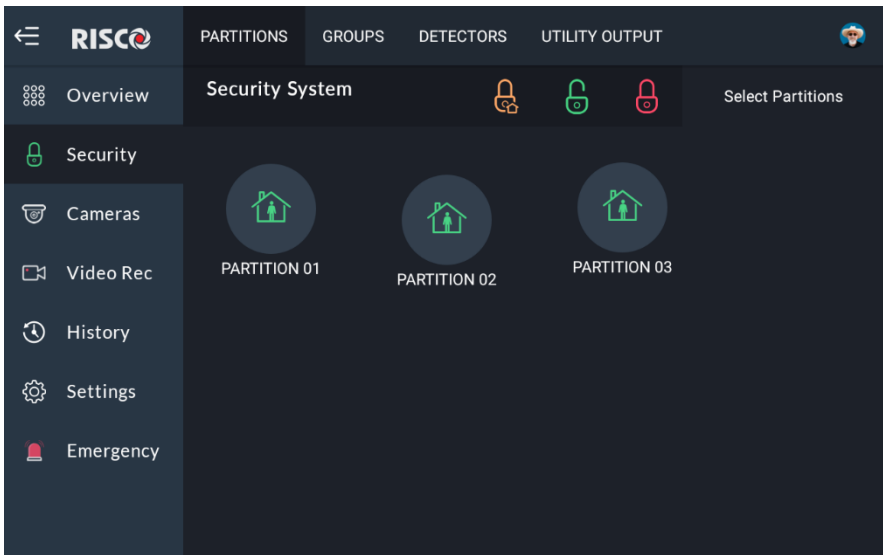 RISCO
PARTITIONS GROUPS DETECTORS UTILITY OUTPUT
Overview
Security System
Select Partitions
Security
Cameras
Video Rec
History
Settings
Emergency
PARTITION 01
PARTITION 02
PARTITION 03